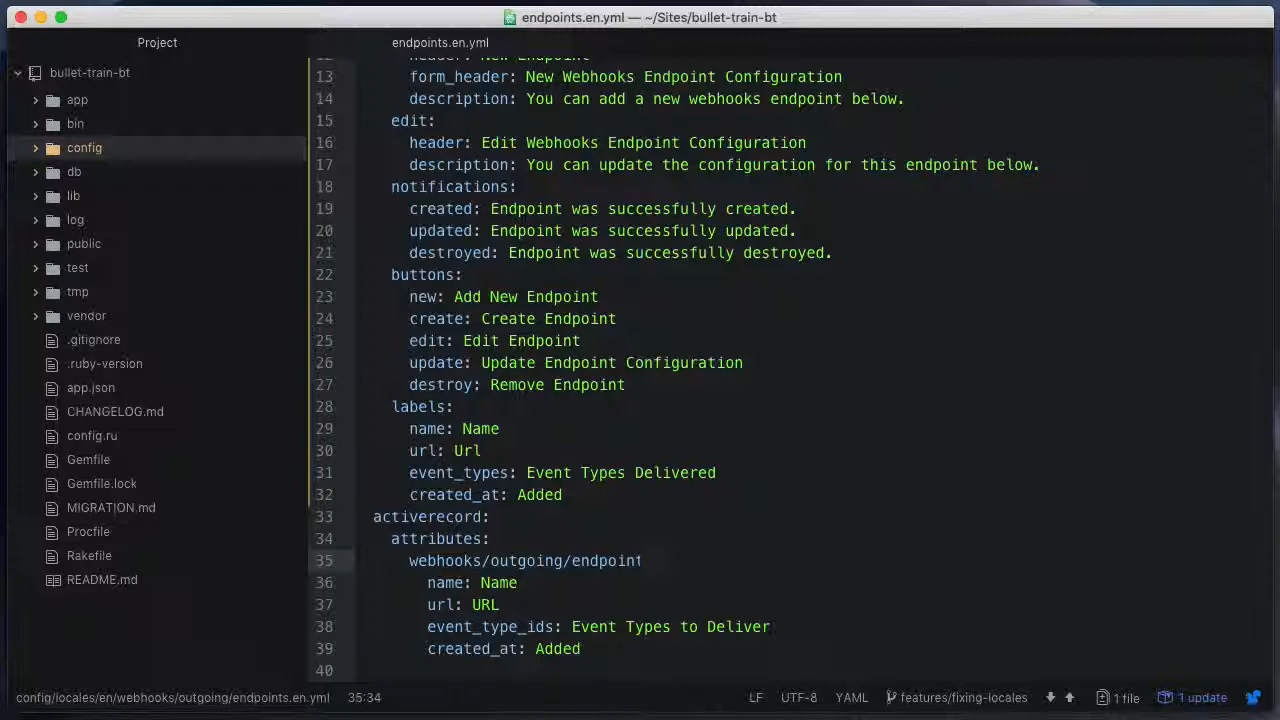 endpoints.en.yml — ~/Sites/bullet-train-bt
Project
endpoints.en.yml
bullet-train-bt
app
bin
config
db
lib
log
public
test
tmp
vendor
.gitignore
.ruby-version
app.json
CHANGELOG.md
config.ru
Gemfile
Gemfile.lock
MIGRATION.md
Procfile
Rakefile
README.md
12 header: New Endpoint
13 form_header: New Webhooks Endpoint Configuration
14 description: You can add a new webhooks endpoint below.
15 edit:
16 header: Edit Webhooks Endpoint Configuration
17 description: You can update the configuration for this endpoint below.
18 notifications:
19 created: Endpoint was successfully created.
20 updated: Endpoint was successfully updated.
21 destroyed: Endpoint was successfully destroyed.
22 buttons:
23 new: Add New Endpoint
24 create: Create Endpoint
25 edit: Edit Endpoint
26 update: Update Endpoint Configuration
27 destroy: Remove Endpoint
28 labels:
29 name: Name
30 url: Url
31 event_types: Event Types Delivered
32 created_at: Added
33 activerecord:
34 attributes:
35 webhooks/outgoing/endpoint
36 name: Name
37 url: URL
38 event_type_ids: Event Types to Deliver
39 created_at: Added
40
config/locales/en/webhooks/outgoing/endpoints.en.yml 35:34 LF UTF-8 YAML features/fixing-locales 1 file 1 update